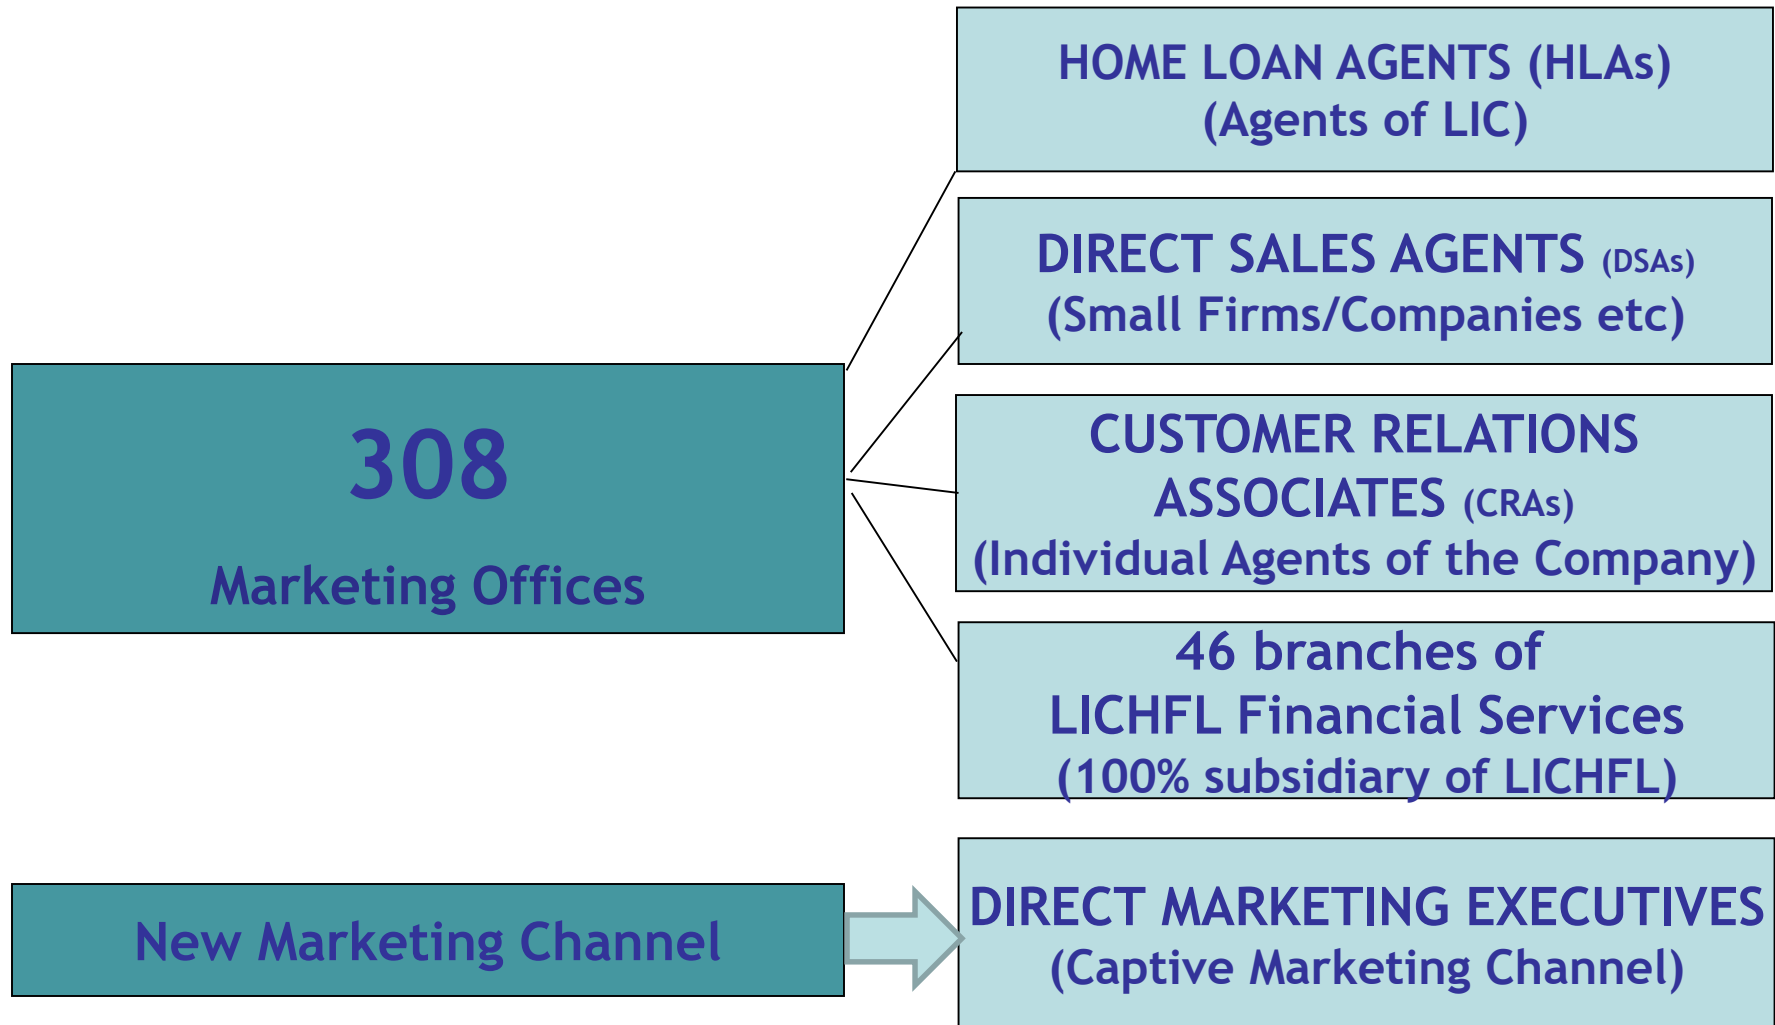 HOME LOAN AGENTS (HLAs)
(Agents of LIC)
DIRECT SALES AGENTS (DSAs)
(Small Firms/Companies etc)
308
Marketing Offices
CUSTOMER RELATIONS
ASSOCIATES (CRAs)
(Individual Agents of the Company)
46 branches of
LICHFL Financial Services
(100% subsidiary of LICHFL)
New Marketing Channel
DIRECT MARKETING EXECUTIVES
(Captive Marketing Channel)